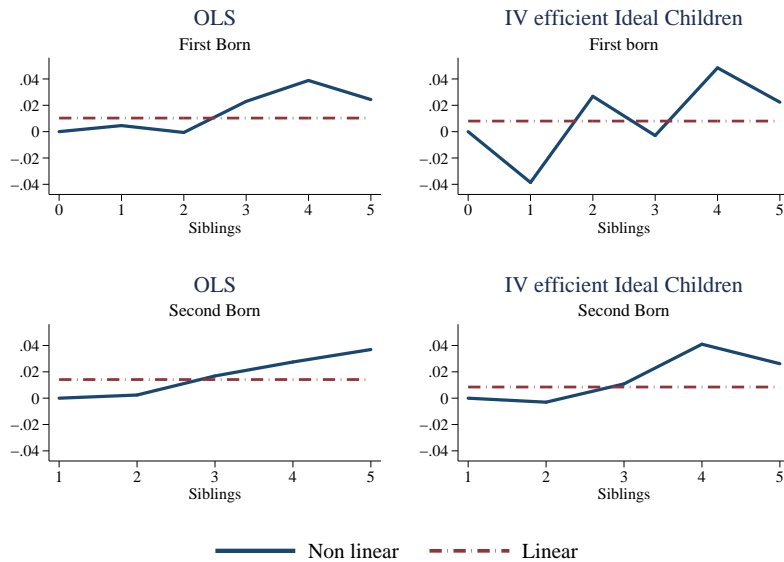 OLS
First Born
.04
.02
0
−.02
−.04
0 1 2 3 4 5
Siblings
IV efficient Ideal Children
First born
.04
.02
0
−.02
−.04
0 1 2 3 4 5
Siblings
OLS
Second Born
.04
.02
0
−.02
−.04
1 2 3 4 5
Siblings
IV efficient Ideal Children
Second Born
.04
.02
0
−.02
−.04
1 2 3 4 5
Siblings
Non linear Linear